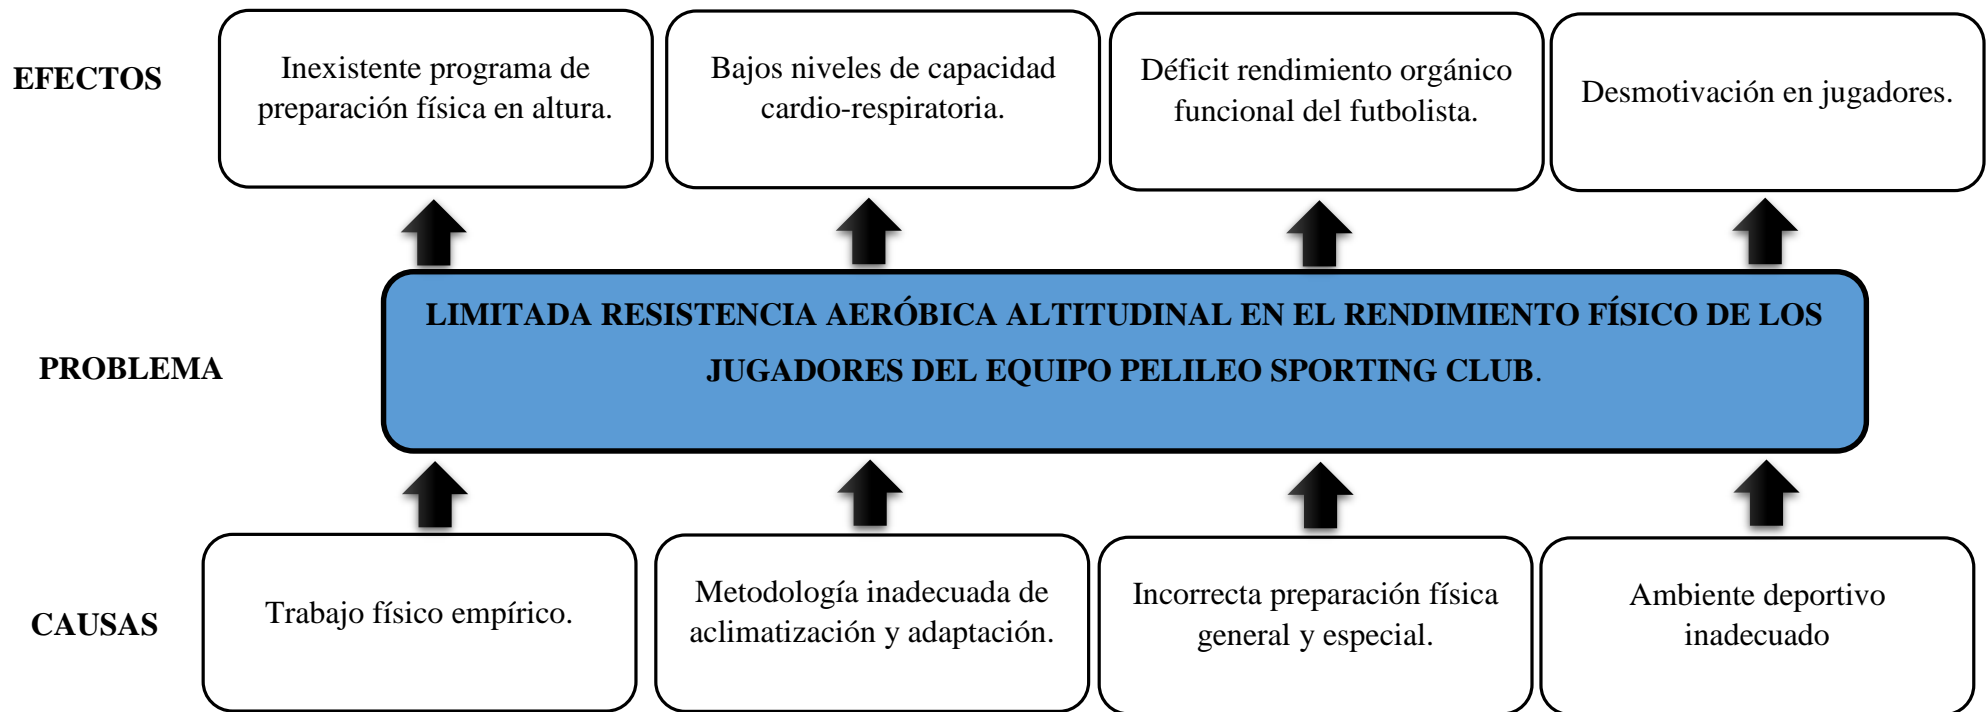 EFECTOS
Inexistente programa de
preparación física en altura.
Bajos niveles de capacidad
cardio-respiratoria.
Déficit rendimiento orgánico
funcional del futbolista.
Desmotivación en jugadores.
PROBLEMA
LIMITADA RESISTENCIA AERÓBICA ALTITUDINAL EN EL RENDIMIENTO FÍSICO DE LOS
JUGADORES DEL EQUIPO PELILEO SPORTING CLUB.
CAUSAS
Trabajo físico empírico.
Metodología inadecuada de
aclimatización y adaptación.
Incorrecta preparación física
general y especial.
Ambiente deportivo
inadecuado